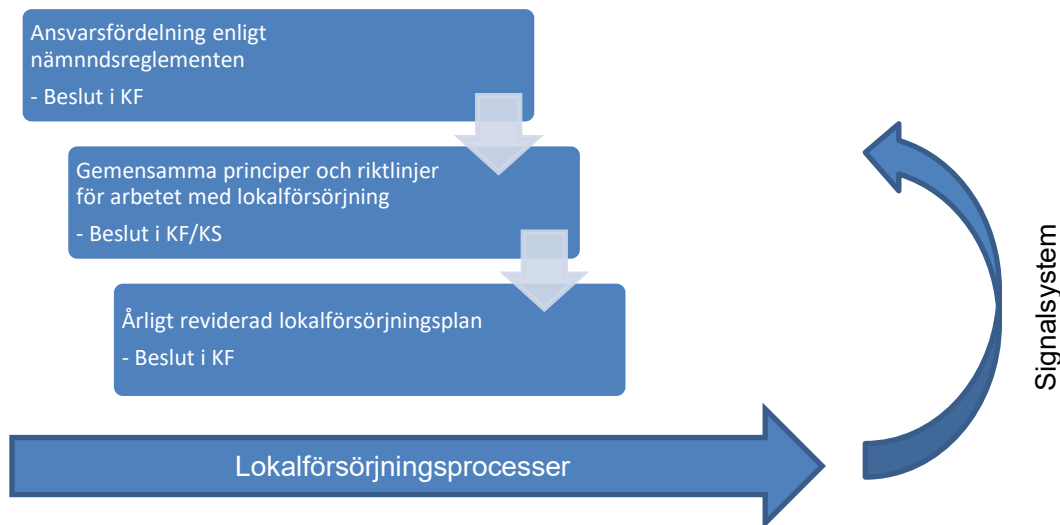 Ansvarsfördelning enligt
nämnndsreglementen
- Beslut i KF
Gemensamma principer och riktlinjer
för arbetet med lokalförsörjning
- Beslut i KF/KS
Årligt reviderad lokalförsörjningsplan
- Beslut i KF
Lokalförsörjningsprocesser
Signalsystem